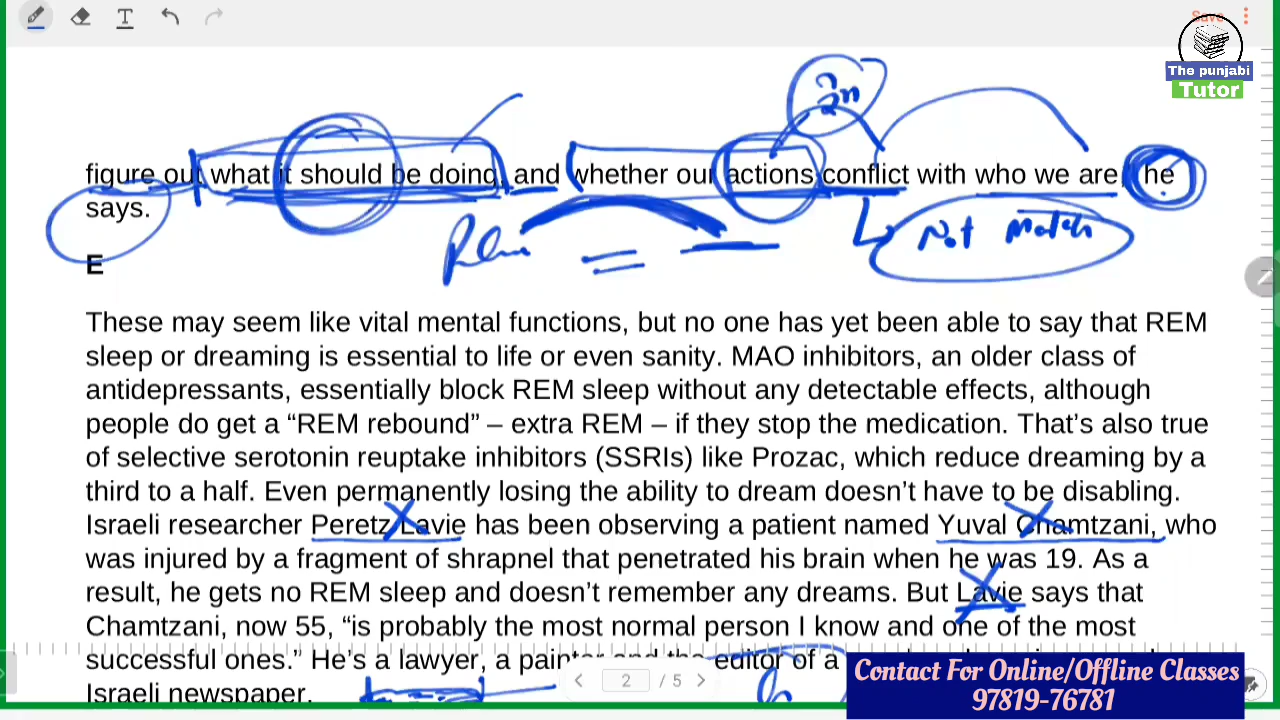 Save
The punjabi
Tutor
figure out what it should be doing, and whether our actions conflict with who we are, he
says.
Not Match
E
These may seem like vital mental functions, but no one has yet been able to say that REM
sleep or dreaming is essential to life or even sanity. MAO inhibitors, an older class of
antidepressants, essentially block REM sleep without any detectable effects, although
people do get a “REM rebound” – extra REM – if they stop the medication. That’s also true
of selective serotonin reuptake inhibitors (SSRIs) like Prozac, which reduce dreaming by a
third to a half. Even permanently losing the ability to dream doesn’t have to be disabling.
Israeli researcher Peretz Lavie has been observing a patient named Yuval Chamtzani, who
was injured by a fragment of shrapnel that penetrated his brain when he was 19. As a
result, he gets no REM sleep and doesn’t remember any dreams. But Lavie says that
Chamtzani, now 55, “is probably the most normal person I know and one of the most
successful ones.” He’s a lawyer, a painter and the editor of a
Israeli newspaper.
2 / 5
Contact For Online/Offline Classes
97819-76781